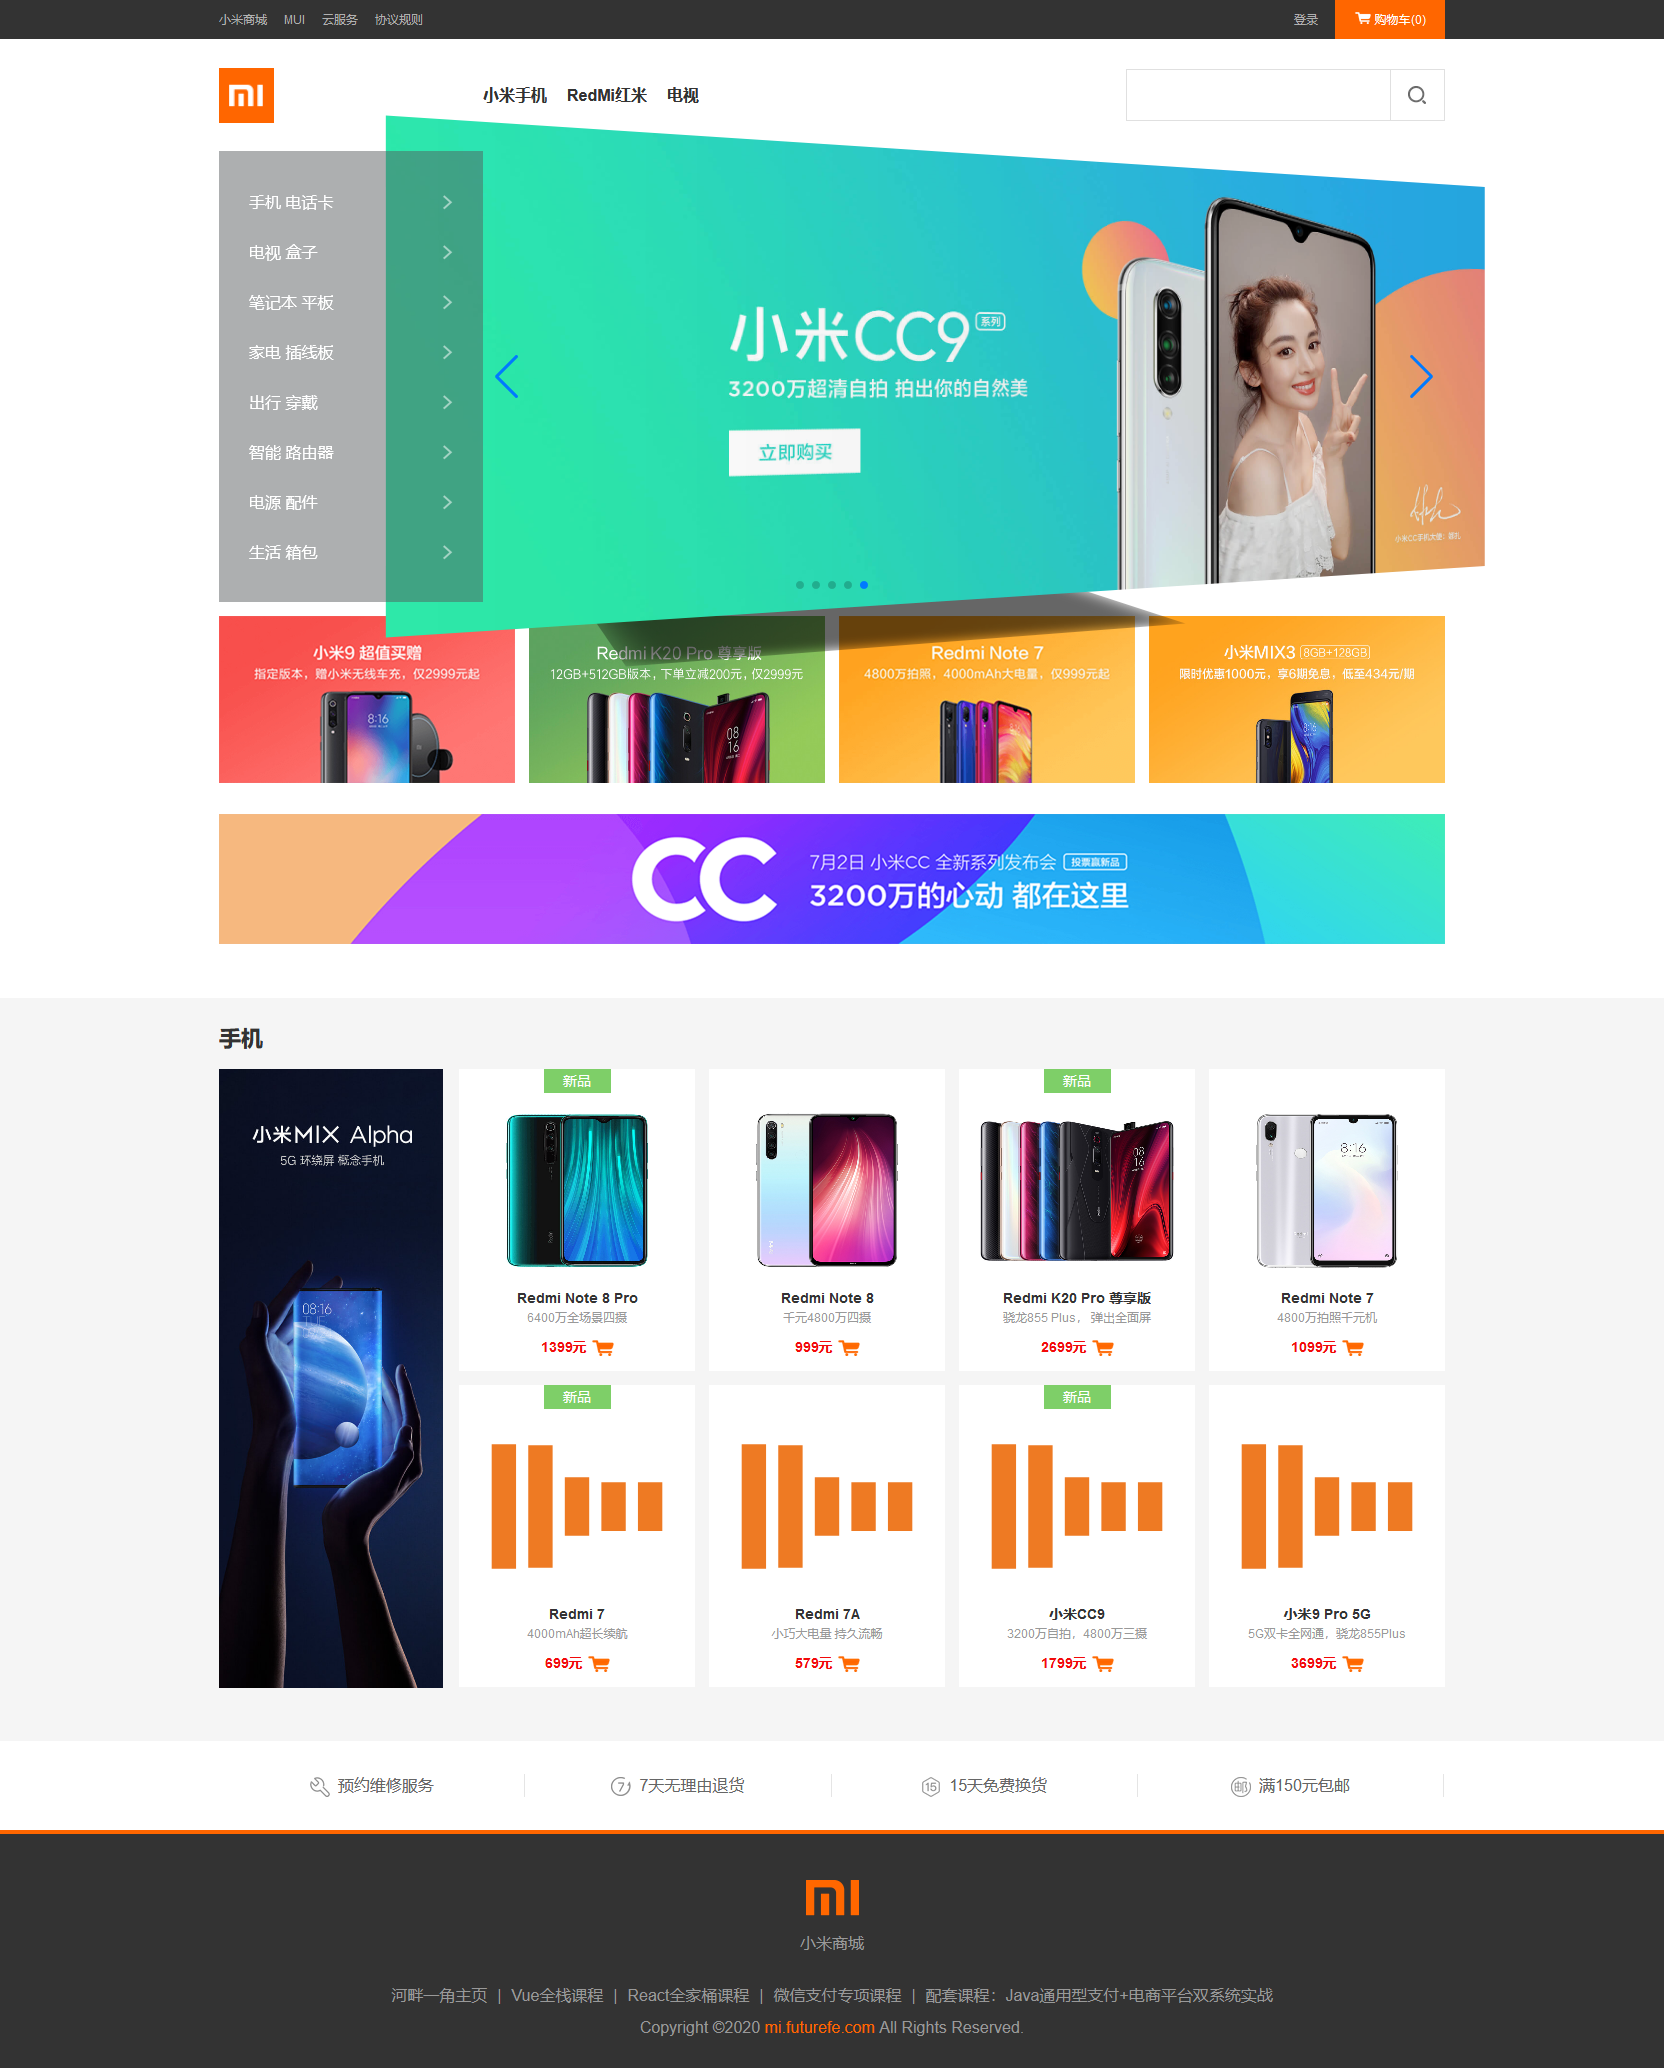 小米商城 MUI 云服务 协议规则 登录 购物车(0)
小米手机 RedMi红米 电视
手机 电话卡
电视 盒子
笔记本 平板
家电 插线板
出行 穿戴
智能 路由器
电源 配件
生活 箱包
小米CC9 系列
3200万超清自拍 拍出你的自然美
立即购买
小米9 超值买赠
指定版本，赠小米无线车充，仅2999元起
Redmi K20 Pro 尊享版
12GB+512GB版本，下单立减200元，仅2999元
Redmi Note 7
4800万拍照，4000mAh大电量，仅999元起
小米MIX3 8GB+128GB
限时优惠1000元，享6期免息，低至434元/期
CC
7月2日 小米CC 全新系列发布会 投票赢新品
3200万的心动 都在这里
手机
小米MIX Alpha
5G 环绕屏 概念手机
08:16
新品
Redmi Note 8 Pro
6400万全场景四摄
1399元
Redmi Note 8
千元4800万四摄
999元
新品
Redmi K20 Pro 尊享版
骁龙855 Plus， 弹出全面屏
2699元
8:16
Redmi Note 7
4800万拍照千元机
1099元
新品
Redmi 7
4000mAh超长续航
699元
Redmi 7A
小巧大电量 持久流畅
579元
新品
小米CC9
3200万自拍，4800万三摄
1799元
小米9 Pro 5G
5G双卡全网通，骁龙855Plus
3699元
预约维修服务 7天无理由退货 15天免费换货 满150元包邮
小米商城
河畔一角主页 | Vue全栈课程 | React全家桶课程 | 微信支付专项课程 | 配套课程：Java通用型支付+电商平台双系统实战
Copyright ©2020 mi.futurefe.com All Rights Reserved.